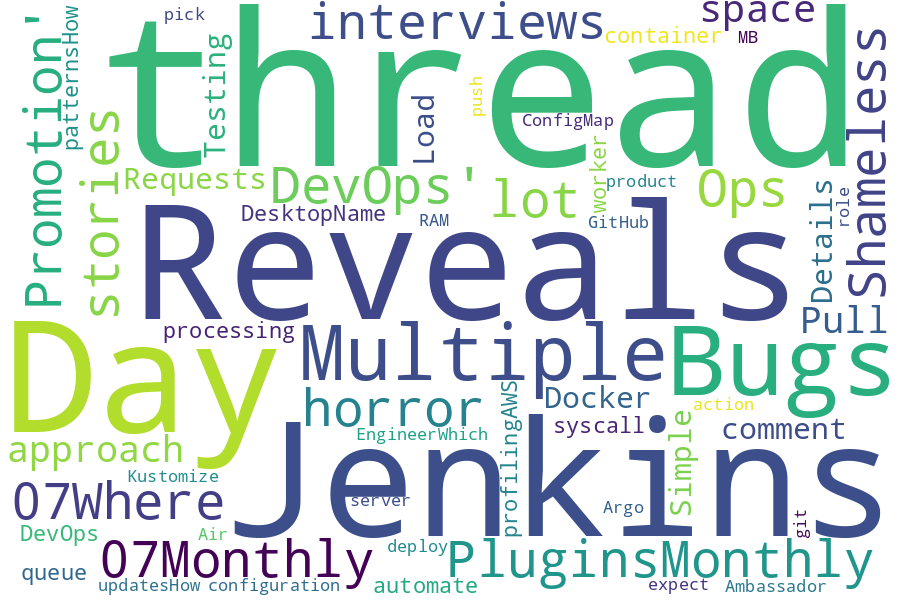 pick
interviews
space
container
MB
thread
Promotion'
patternsHow
Testing
Load
push
ConfigMap
Shameless
stories
Requests
DevOps'
lot
worker
product
Ops
Details
role
DesktopName
RAM
GitHub
Reveals
processing
Pull
Day
Multiple
Bugs
horror
profilingAWS
Docker
action
syscall
Simple
comment
approach
EngineerWhich
Jenkins
Kustomize
07Where
server
Argo
git
DevOps
Air
07Monthly
deploy
PluginsMonthly
queue
updatesHow
configuration
automate
expect
Ambassador